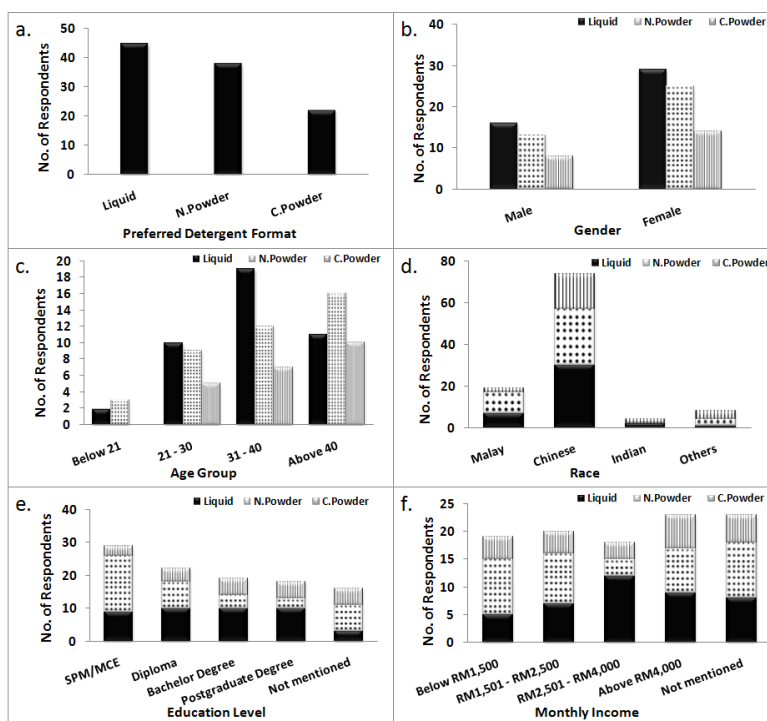 a.
No. of Respondents
50
40
30
20
10
0
Liquid
N.Powder
C.Powder
Preferred Detergent Format
b.
Liquid N.Powder C.Powder
No. of Respondents
40
30
20
10
0
Male
Female
Gender
c.
Liquid N.Powder C.Powder
No. of Respondents
20
18
16
14
12
10
8
6
4
2
0
Below 21
21 - 30
31 - 40
Above 40
Age Group
d.
Liquid N.Powder C.Powder
No. of Respondents
80
60
40
20
0
Malay
Chinese
Indian
Others
Race
e.
Liquid N.Powder C.Powder
No. of Respondents
40
30
20
10
0
SPM/MCE
Diploma
Bachelor Degree
Postgraduate Degree
Not mentioned
Education Level
f.
Liquid N.Powder C.Powder
No. of Respondents
25
20
15
10
5
0
Below RM1,500
RM1,501 - RM2,500
RM2,501 - RM4,000
Above RM4,000
Not mentioned
Monthly Income